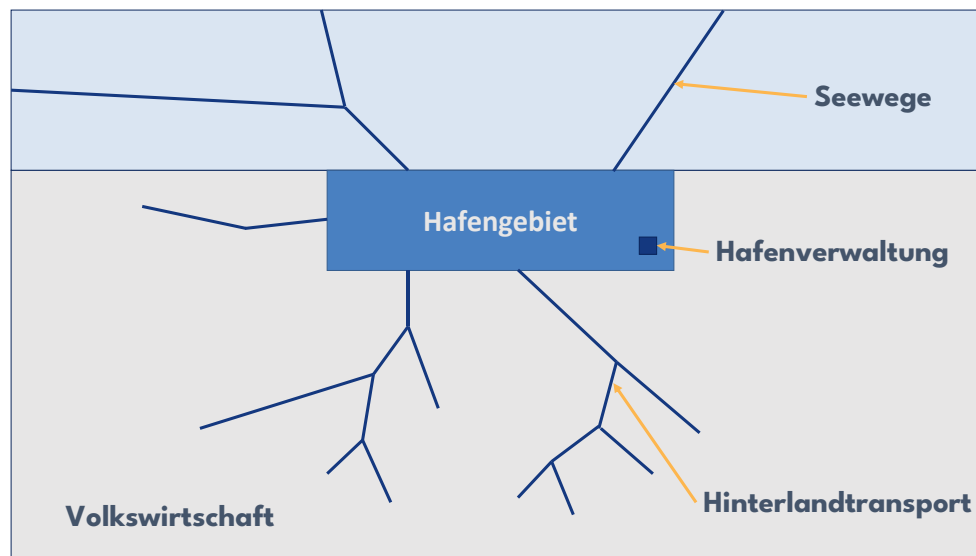 Seewege
Hafengebiet
Hafenverwaltung
Hinterlandtransport
Volkswirtschaft